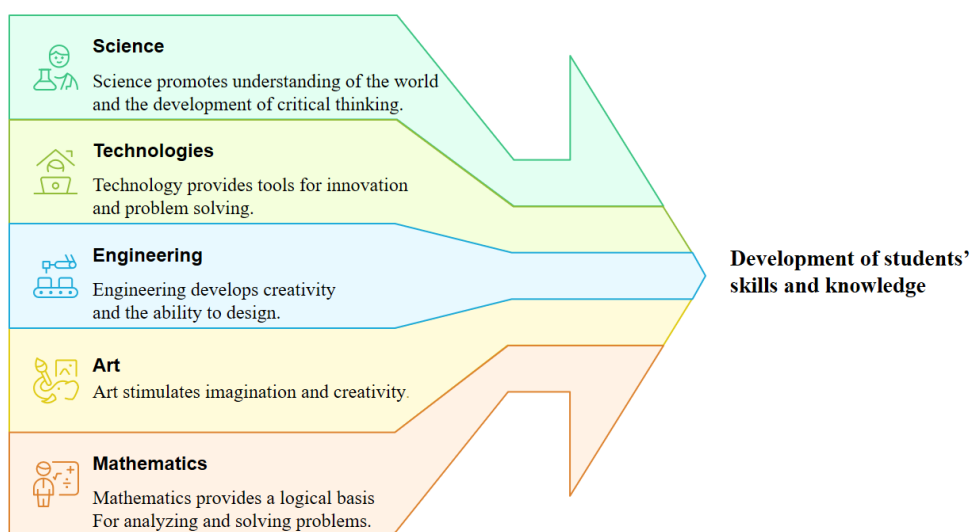 Science
Science promotes understanding of the world
and the development of critical thinking.
Technologies
Technology provides tools for innovation
and problem solving.
Engineering
Engineering develops creativity
and the ability to design.
Development of students’
skills and knowledge
Art
Art stimulates imagination and creativity.
Mathematics
Mathematics provides a logical basis
For analyzing and solving problems.